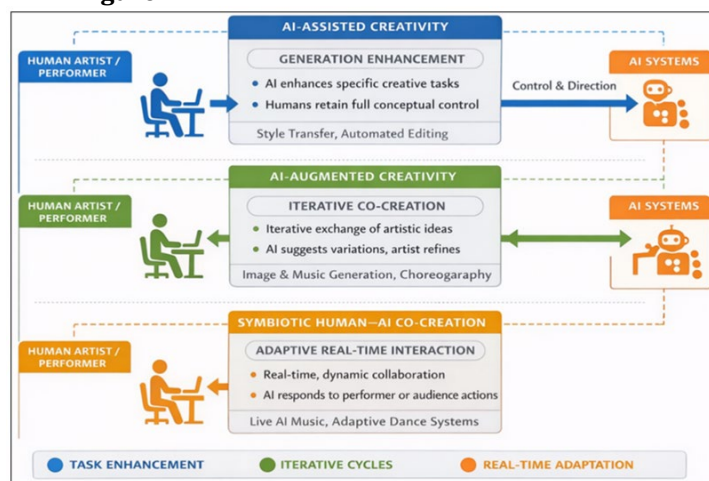 AI-ASSISTED CREATIVITY
HUMAN ARTIST /
PERFORMER
GENERATION ENHANCEMENT
• AI enhances specific creative tasks
• Humans retain full conceptual control
Style Transfer, Automated Editing
Control & Direction
AI SYSTEMS
AI-AUGMENTED CREATIVITY
HUMAN ARTIST /
PERFORMER
ITERATIVE CO-CREATION
• Iterative exchange of artistic ideas
• AI suggests variations, artist refines
Image & Music Generation, Choregaraphy
AI SYSTEMS
SYMBIOTIC HUMAN—AI CO-CREATION
HUMAN ARTIST /
PERFORMER
ADAPTIVE REAL-TIME INTERACTION
• Real-time, dynamic collaboration
• AI responds to performer or audience actions
Live AI Music, Adaptive Dance Systems
TASK ENHANCEMENT
ITERATIVE CYCLES
REAL-TIME ADAPTATION